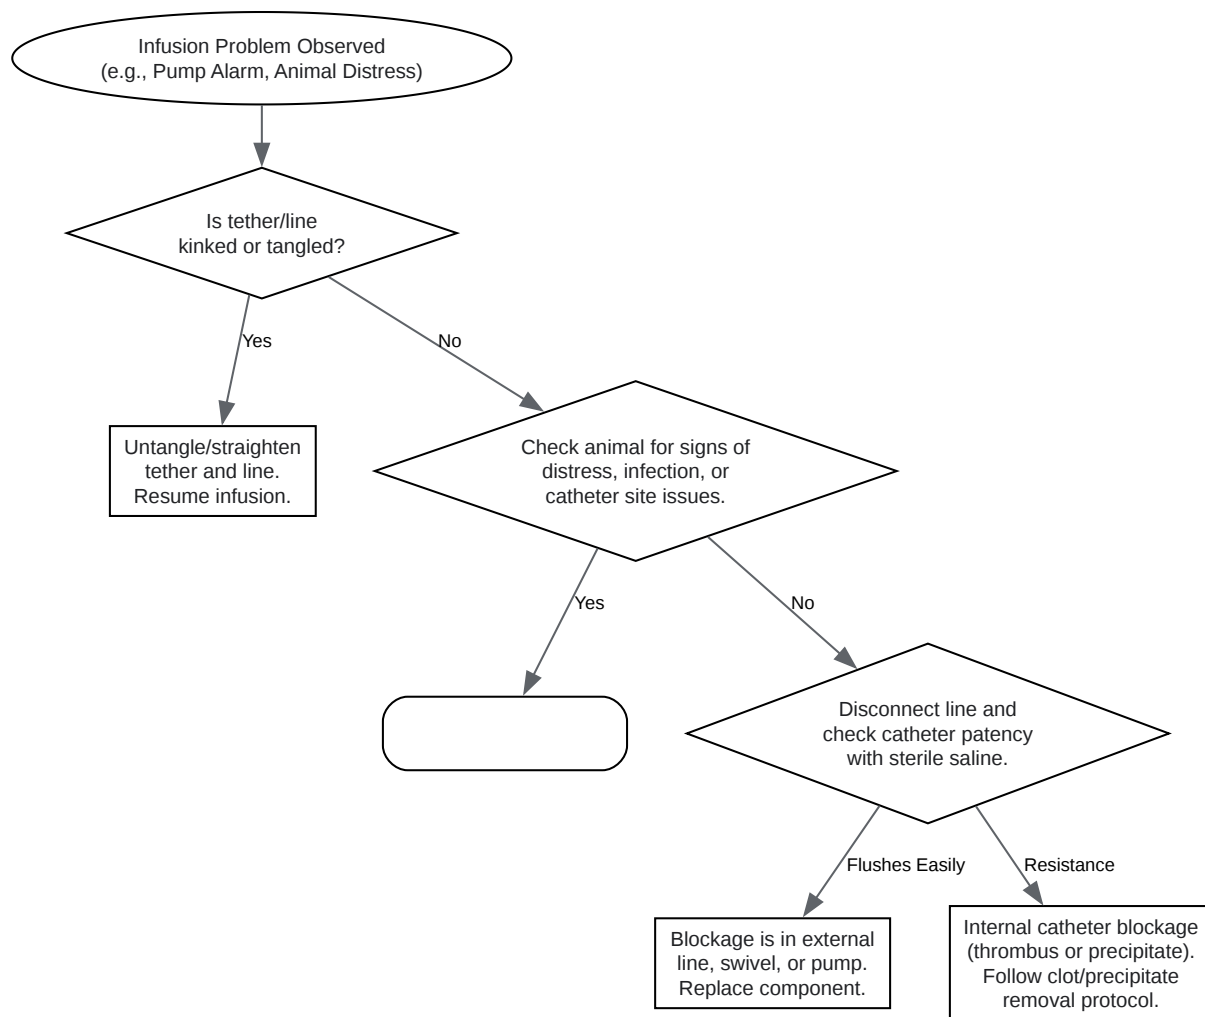 Infusion Problem Observed
(e.g., Pump Alarm, Animal Distress)
Is tether/line
kinked or tangled?
Yes
No
Untangle/straighten
tether and line.
Resume infusion.
Check animal for signs of
distress, infection, or
catheter site issues.
Yes
No
Disconnect line and
check catheter patency
with sterile saline.
Flushes Easily
Resistance
Blockage is in external
line, swivel, or pump.
Replace component.
Internal catheter blockage
(thrombus or precipitate).
Follow clot/precipitate
removal protocol.